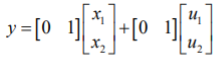 y = [0 1] [x₁ x₂] + [0 1] [u₁ u₂]